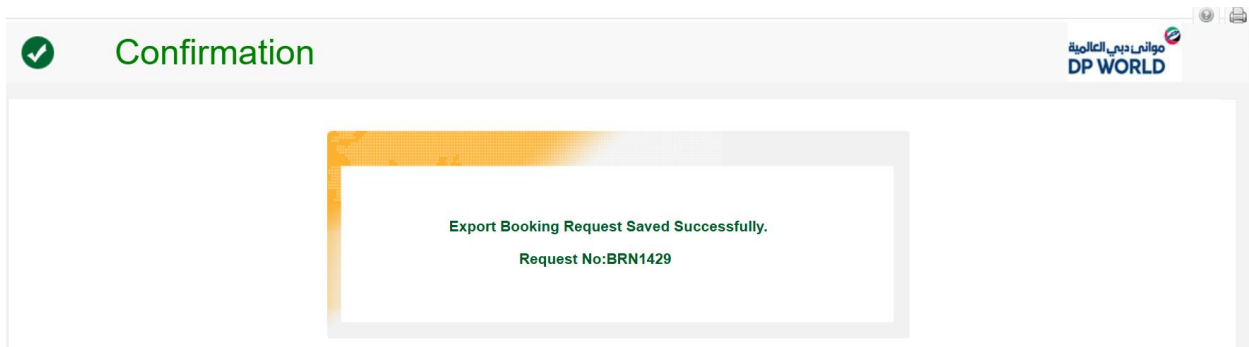 Confirmation
موانئ دبي العالمية
DP WORLD
Export Booking Request Saved Successfully.
Request No:BRN1429